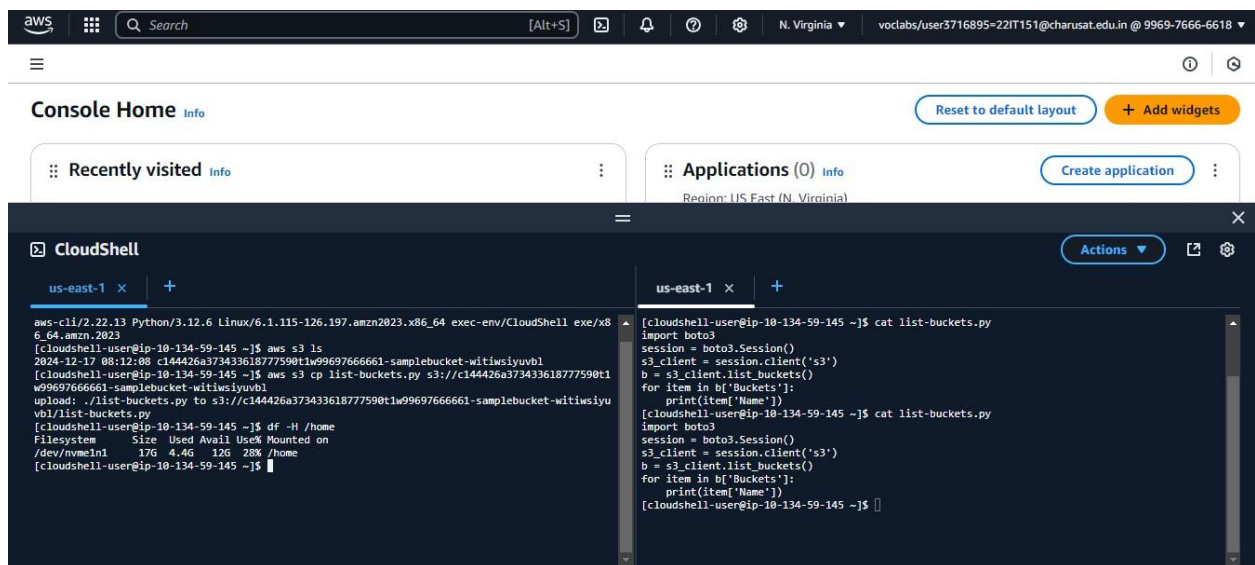 aws
Search [Alt+S] N. Virginia ▼ voclabs/user3716895=22IT151@charusat.edu.in @ 9969-7666-6618 ▼
Console Home Info
Reset to default layout
+ Add widgets
Recently visited Info
Applications (0) Info
Create application
Region: US East (N. Virginia)
CloudShell
Actions ▼
us-east-1 × +
aws-cli/2.22.13 Python/3.12.6 Linux/6.1.115-126.197.amzn2023.x86_64 exec-env/CloudShell exe/x8
6_64.amzn.2023
[cloudshell-user@ip-10-134-59-145 ~]$ aws s3 ls
2024-12-17 08:12:08 c144426a373433618777590t1w99697666661-samplebucket-witiwsiyuvbl
[cloudshell-user@ip-10-134-59-145 ~]$ aws s3 cp list-buckets.py s3://c144426a373433618777590t1
w99697666661-samplebucket-witiwsiyuvbl
upload: ./list-buckets.py to s3://c144426a373433618777590t1w99697666661-samplebucket-witiwsiyu
vbl/list-buckets.py
[cloudshell-user@ip-10-134-59-145 ~]$ df -H /home
Filesystem Size Used Avail Use% Mounted on
/dev/nvme1n1 17G 4.4G 12G 28% /home
[cloudshell-user@ip-10-134-59-145 ~]$
us-east-1 × +
[cloudshell-user@ip-10-134-59-145 ~]$ cat list-buckets.py
import boto3
session = boto3.Session()
s3_client = session.client('s3')
b = s3_client.list_buckets()
for item in b['Buckets']:
    print(item['Name'])
[cloudshell-user@ip-10-134-59-145 ~]$ cat list-buckets.py
import boto3
session = boto3.Session()
s3_client = session.client('s3')
b = s3_client.list_buckets()
for item in b['Buckets']:
    print(item['Name'])
[cloudshell-user@ip-10-134-59-145 ~]$